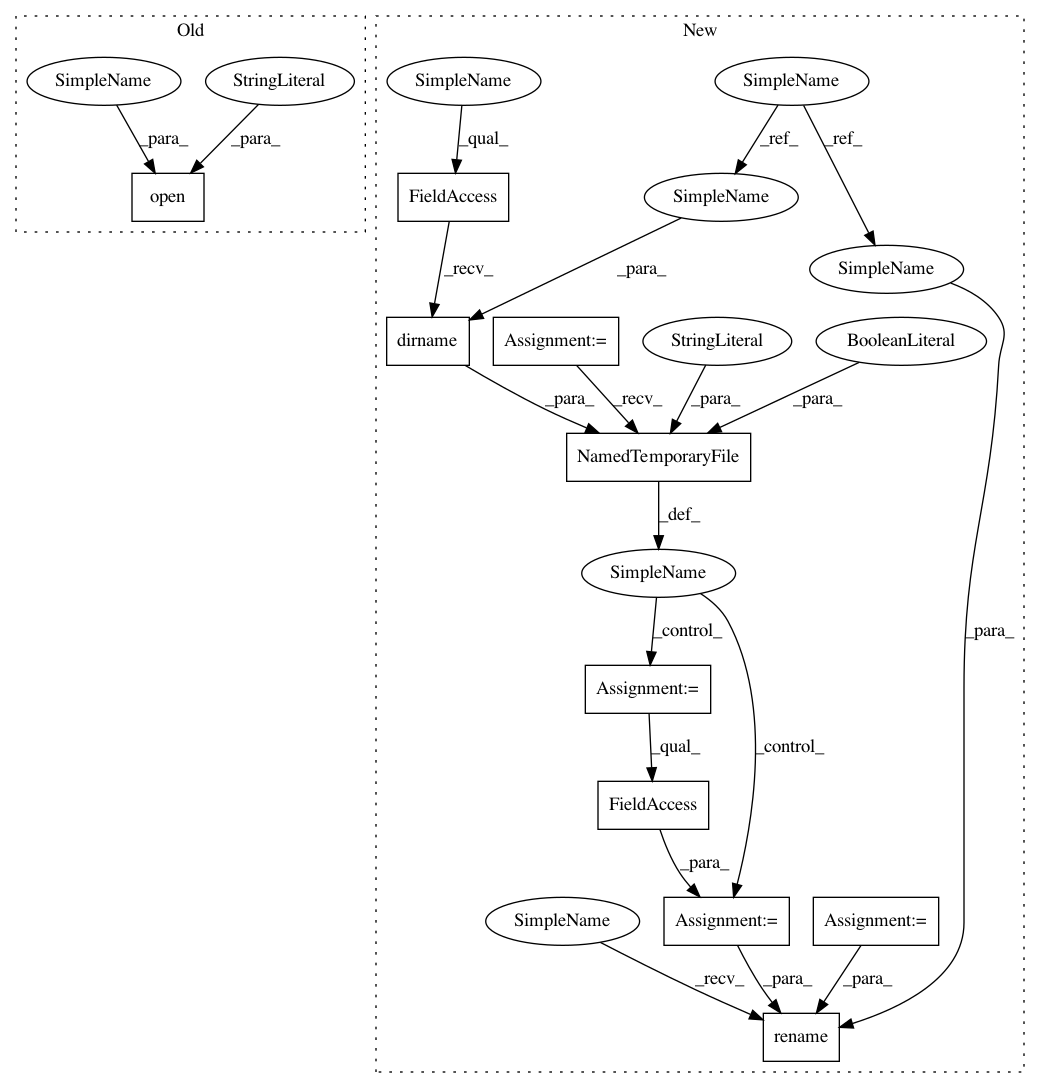 Old
New
SimpleName
StringLiteral
SimpleName
SimpleName
_para_
_para_
_qual_
_ref_
_ref_
open
FieldAccess
SimpleName
SimpleName
_recv_
_para_
dirname
Assignment:=
StringLiteral
BooleanLiteral
_para_
_recv_
_para_
_para_
NamedTemporaryFile
_def_
SimpleName
_control_
_para_
Assignment:=
_qual_
_control_
FieldAccess
_para_
SimpleName
Assignment:=
Assignment:=
_recv_
_para_
_para_
rename